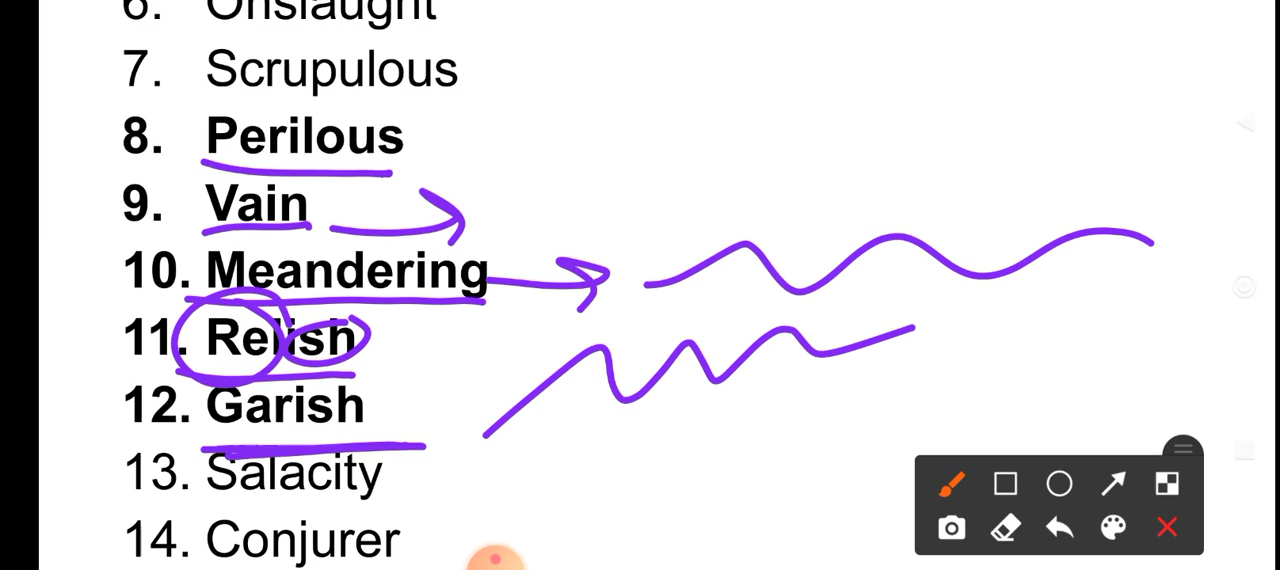 6. Onslaught
7. Scrupulous
8. Perilous
9. Vain
10. Meandering
11. Relish
12. Garish
13. Salacity
14. Conjurer